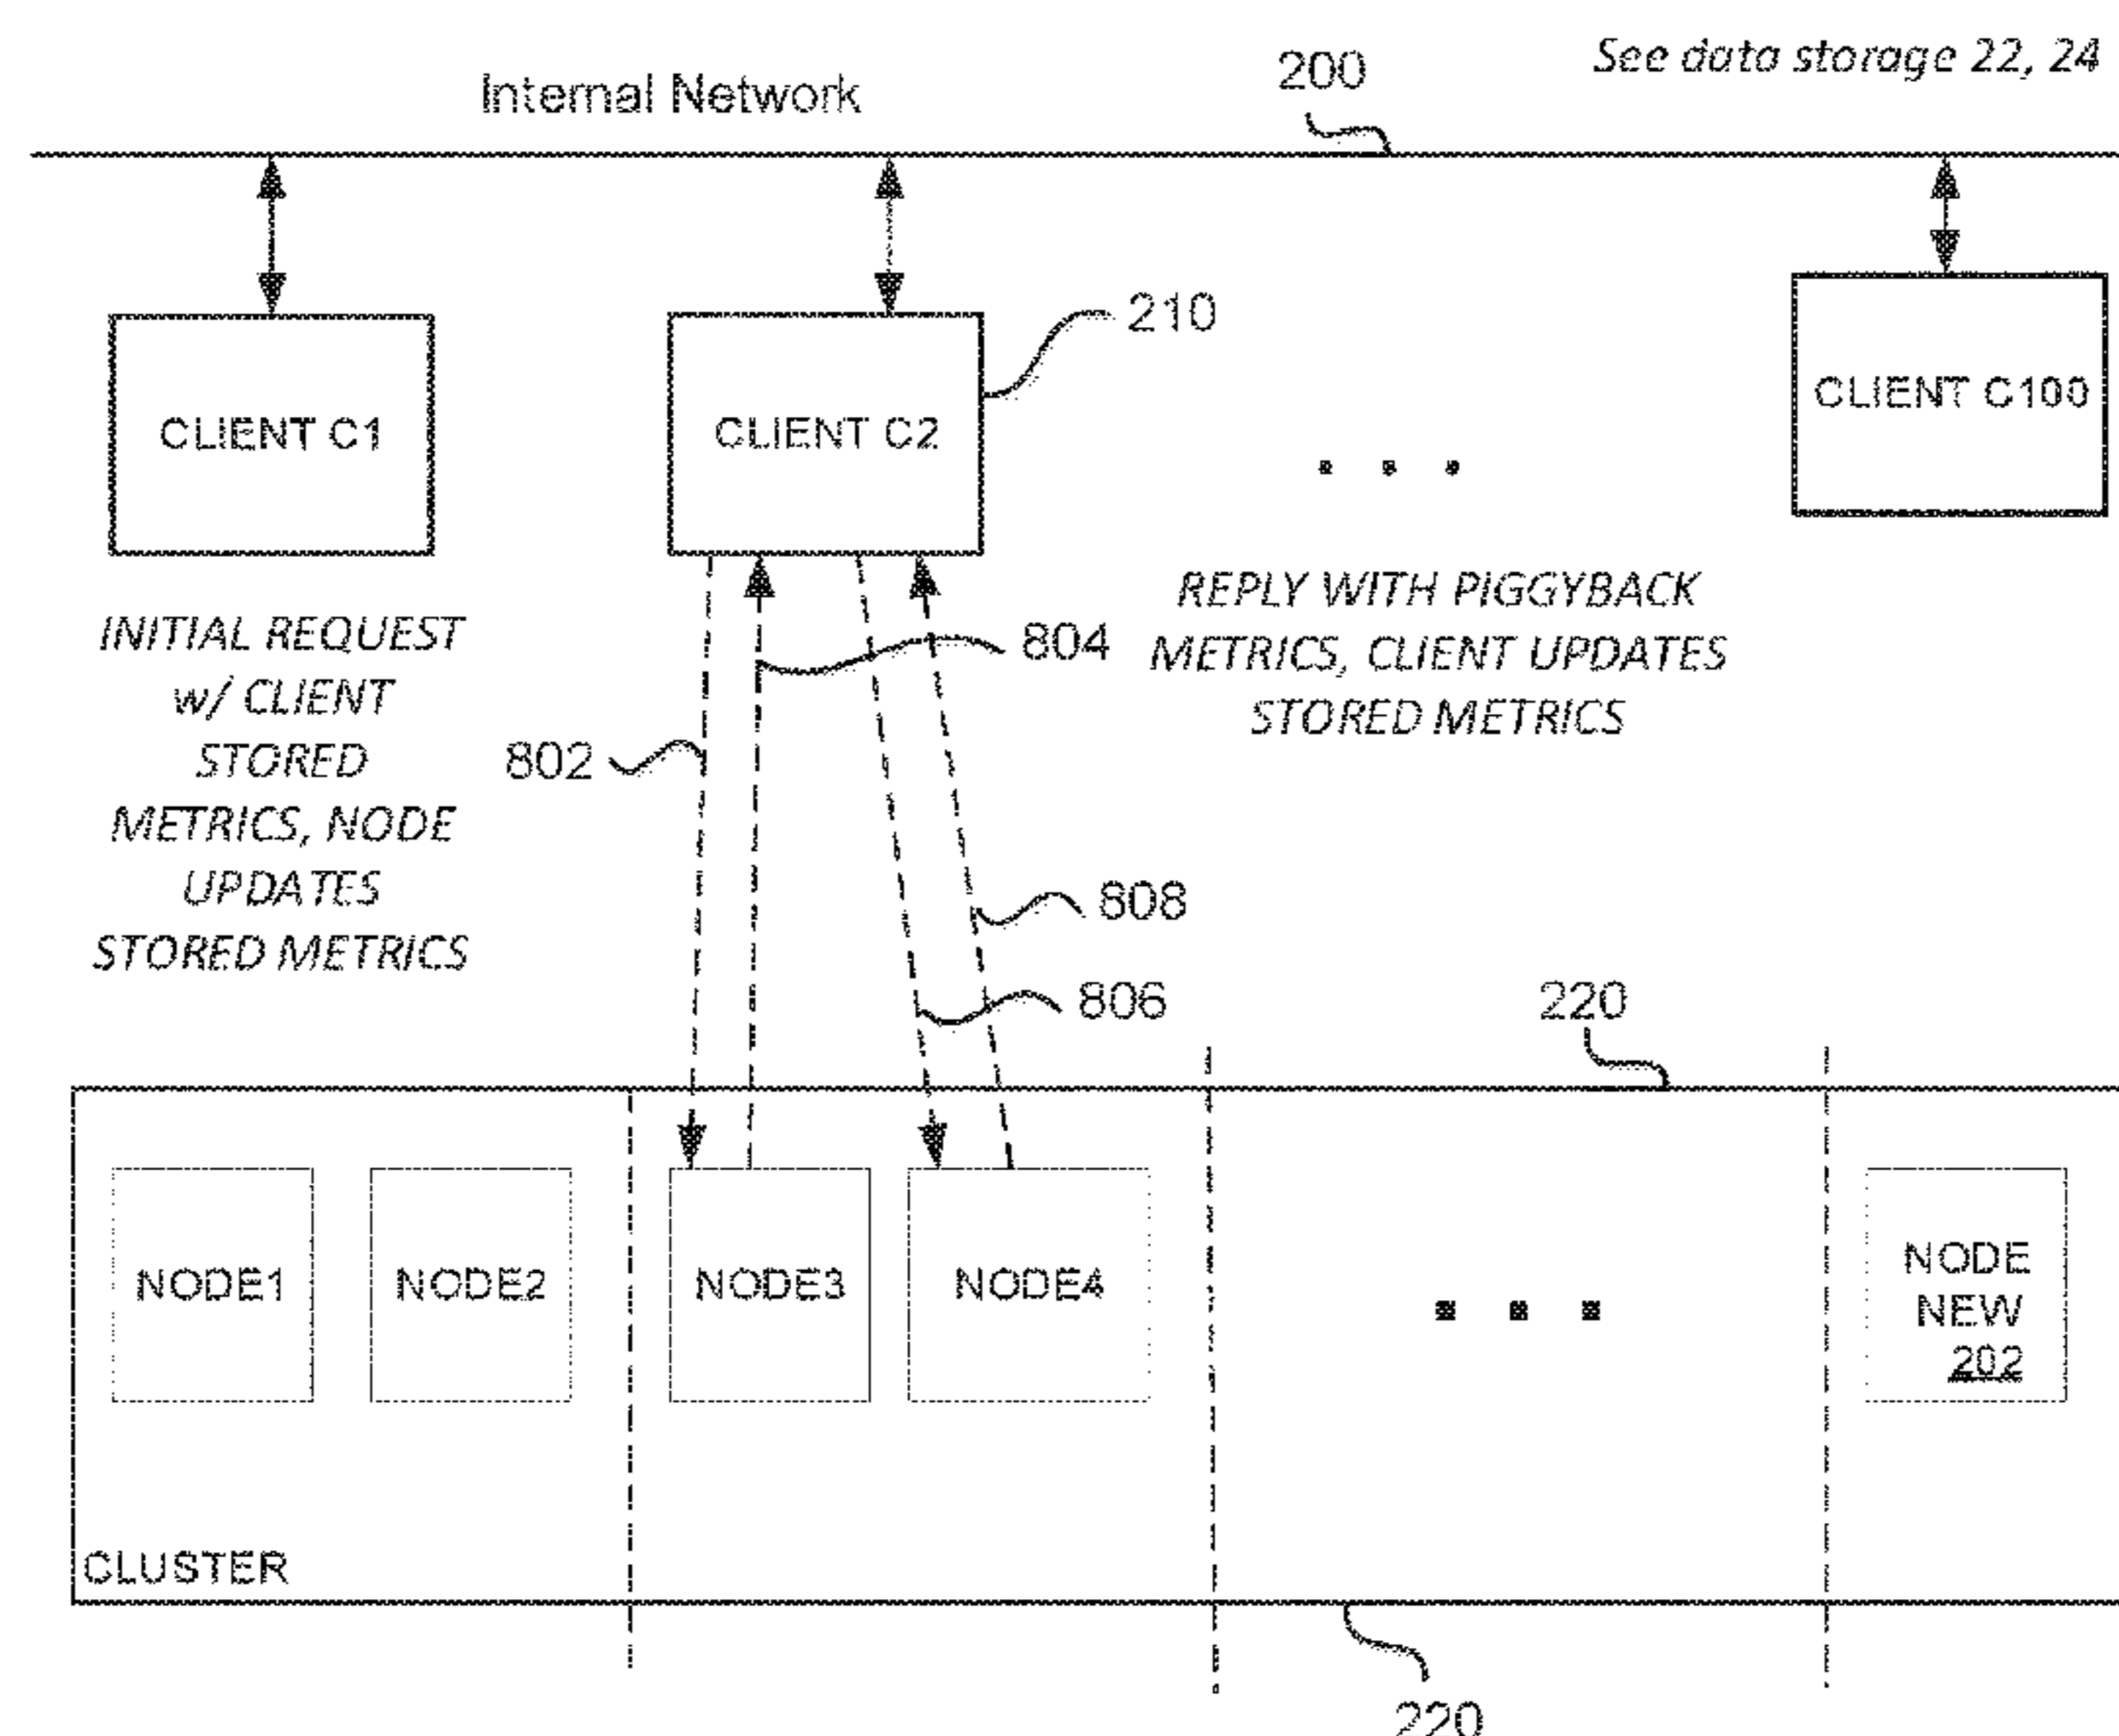 See data storage 22, 24
Internal Network
200
210
CLIENT C1
CLIENT C2
CLIENT C100
INITIAL REQUEST
w/ CLIENT
STORED
METRICS, NODE
UPDATES
STORED METRICS
REPLY WITH PIGGYBACK
METRICS, CLIENT UPDATES
STORED METRICS
804
802
808
806
220
NODE1
NODE2
NODE3
NODE4
NODE
NEW
202
CLUSTER
220